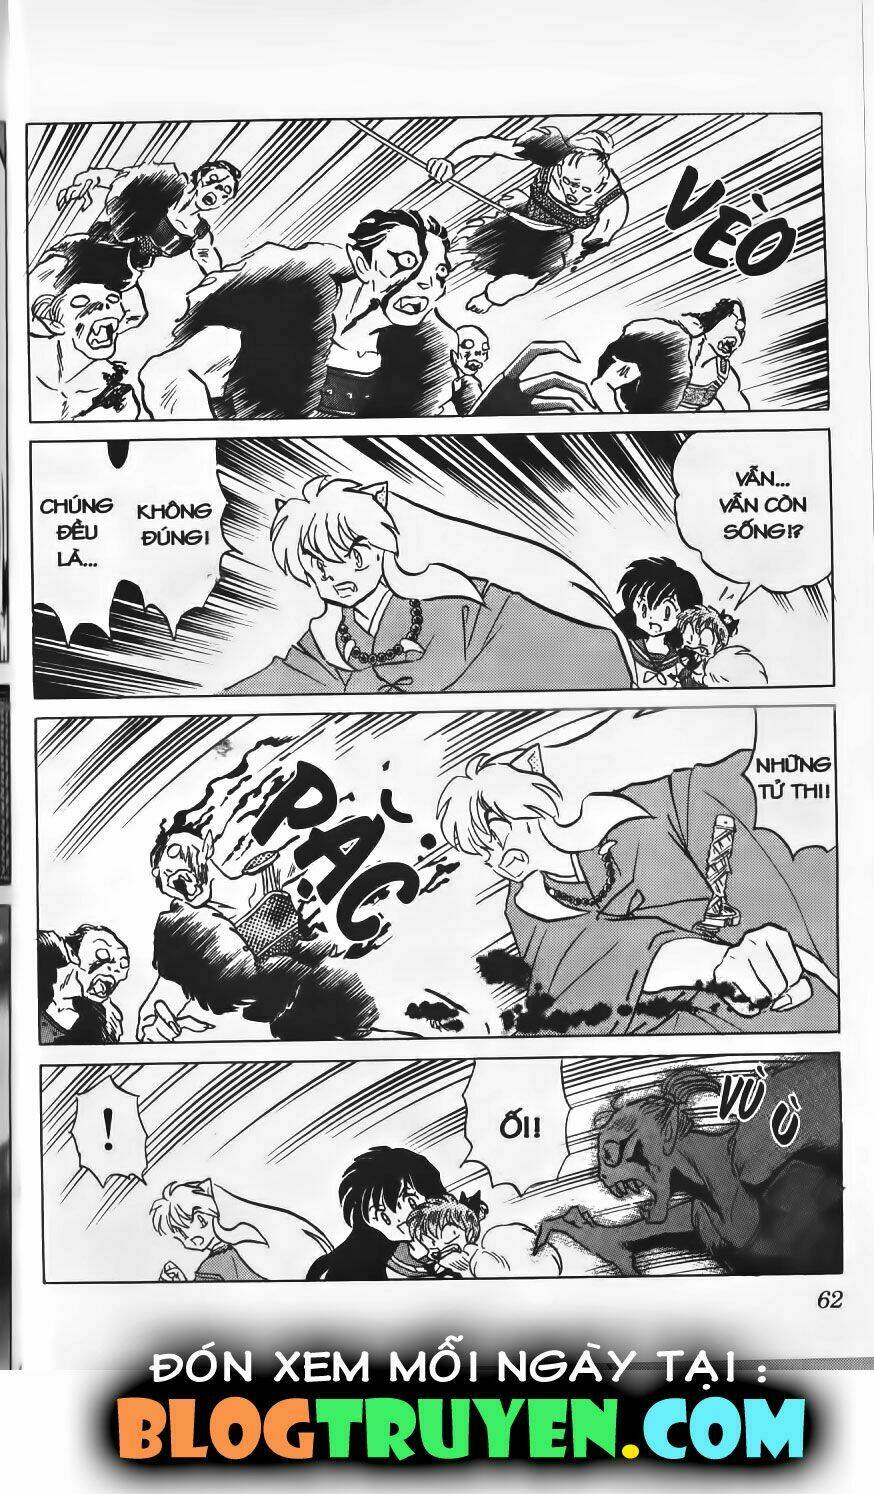 VÈO
VẪN...
VẪN CÒN
SỐNG!?
KHÔNG
ĐÚNG!
CHÚNG
ĐỀU
LÀ...
NHỮNG
TỬ THI!
PẶC
VÙ Ù
ỐI!
!
62
ĐÓN XEM MỖI NGÀY TẠI :
BLOGTRUYEN.COM